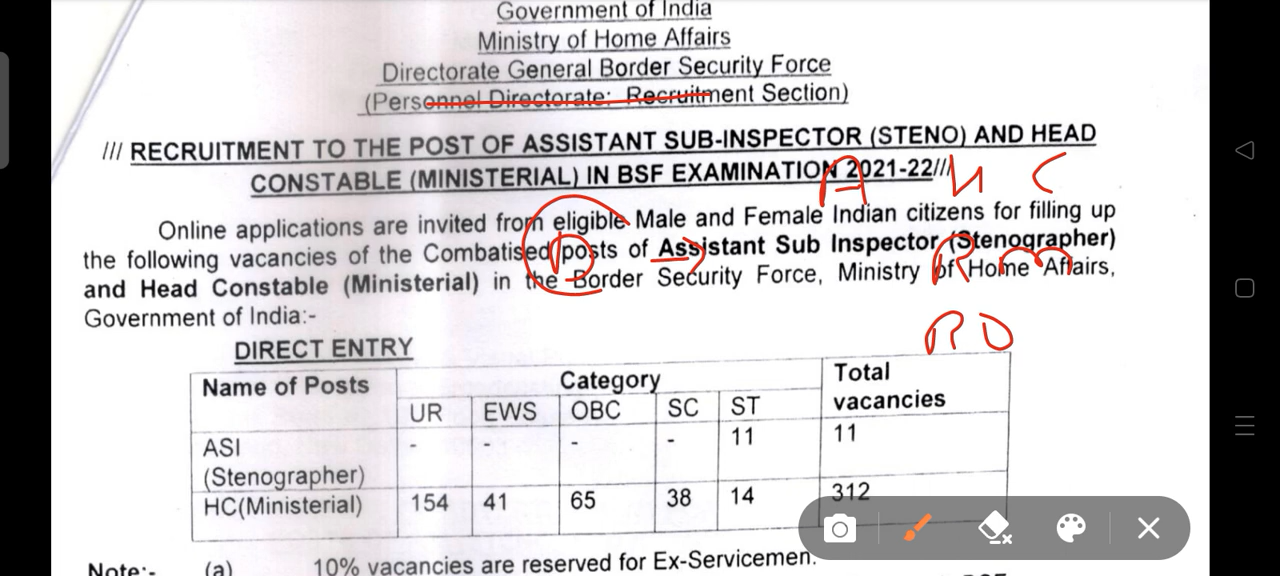 Government of India
Ministry of Home Affairs
Directorate General Border Security Force
(Personnel Directorate: Recruitment Section)
/// RECRUITMENT TO THE POST OF ASSISTANT SUB-INSPECTOR (STENO) AND HEAD
CONSTABLE (MINISTERIAL) IN BSF EXAMINATION 2021-22///
A H C
Online applications are invited from eligible Male and Female Indian citizens for filling up
the following vacancies of the Combatised posts of Assistant Sub Inspector (Stenographer)
and Head Constable (Ministerial) in the Border Security Force, Ministry of Home Affairs,
Government of India:-
DIRECT ENTRY
Name of Posts Category Total vacancies
UR EWS OBC SC ST
ASI (Stenographer) - - - - 11 11
HC(Ministerial) 154 41 65 38 14 312
Note:- (a) 10% vacancies are reserved for Ex-Servicemen.